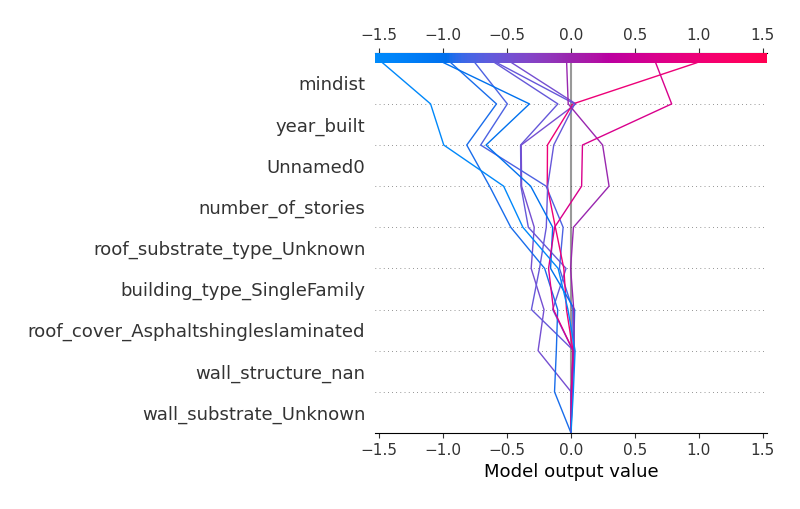 −1.5 −1.0 −0.5 0.0 0.5 1.0 1.5
mindist
year_built
Unnamed0
number_of_stories
roof_substrate_type_Unknown
building_type_SingleFamily
roof_cover_Asphaltshingleslaminated
wall_structure_nan
wall_substrate_Unknown
−1.5 −1.0 −0.5 0.0 0.5 1.0 1.5
Model output value